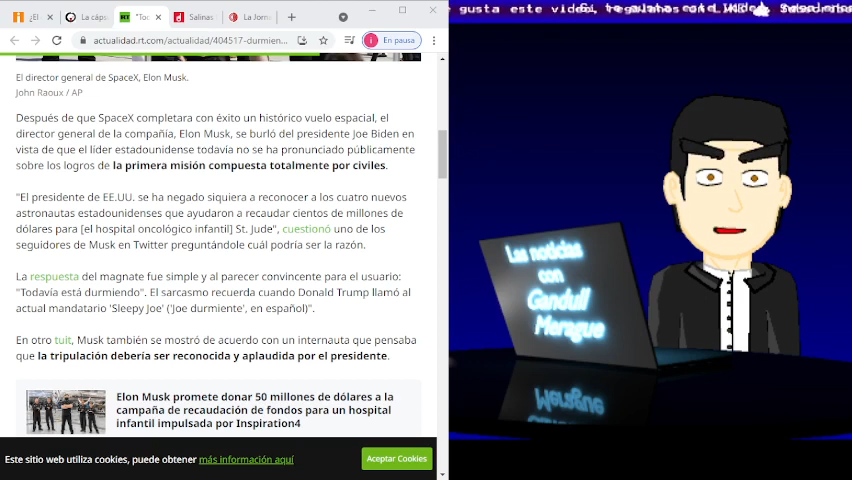 ¿El
La cápsu
"Tod
Salinas
La Jorna
actualidad.rt.com/actualidad/404517-durmien...
i En pausa
El director general de SpaceX, Elon Musk.
John Raoux / AP
Después de que SpaceX completara con éxito un histórico vuelo espacial, el
director general de la compañía, Elon Musk, se burló del presidente Joe Biden en
vista de que el líder estadounidense todavía no se ha pronunciado públicamente
sobre los logros de la primera misión compuesta totalmente por civiles.
"El presidente de EE.UU. se ha negado siquiera a reconocer a los cuatro nuevos
astronautas estadounidenses que ayudaron a recaudar cientos de millones de
dólares para [el hospital oncológico infantil] St. Jude", cuestionó uno de los
seguidores de Musk en Twitter preguntándole cuál podría ser la razón.
La respuesta del magnate fue simple y al parecer convincente para el usuario:
"Todavía está durmiendo". El sarcasmo recuerda cuando Donald Trump llamó al
actual mandatario 'Sleepy Joe' ('Joe durmiente', en español)".
En otro tuit, Musk también se mostró de acuerdo con un internauta que pensaba
que la tripulación debería ser reconocida y aplaudida por el presidente.
Elon Musk promete donar 50 millones de dólares a la
campaña de recaudación de fondos para un hospital
infantil impulsada por Inspiration4
Este sitio web utiliza cookies, puede obtener más información aquí
Aceptar Cookies
gusta este video,
Las noticias
con
Gandull
Merague